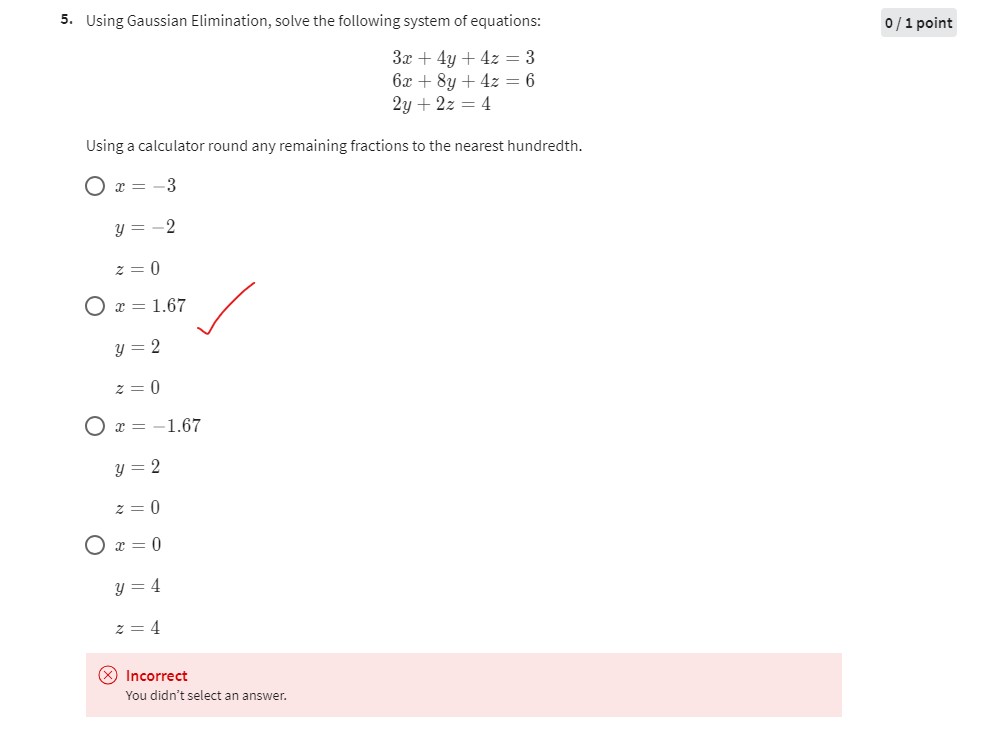 5. Using Gaussian Elimination, solve the following system of equations:
0 / 1 point
3x + 4y + 4z = 3
6x + 8y + 4z = 6
2y + 2z = 4
Using a calculator round any remaining fractions to the nearest hundredth.
x = −3
y = −2
z = 0
x = 1.67
y = 2
z = 0
x = −1.67
y = 2
z = 0
x = 0
y = 4
z = 4
Incorrect
You didn't select an answer.